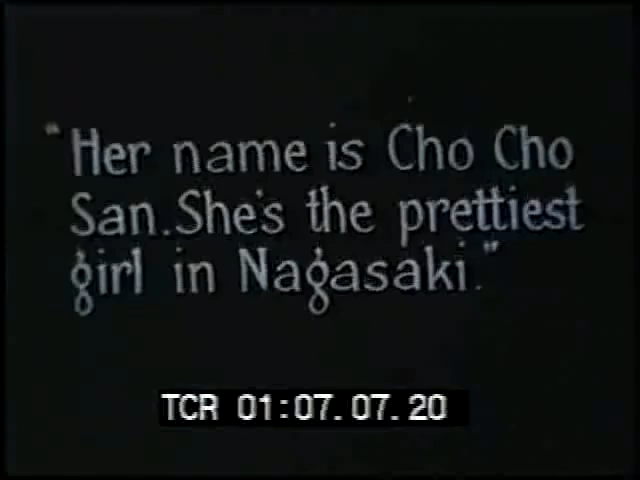 "Her name is Cho Cho
San. She's the prettiest
girl in Nagasaki."
TCR 01:07.07.20